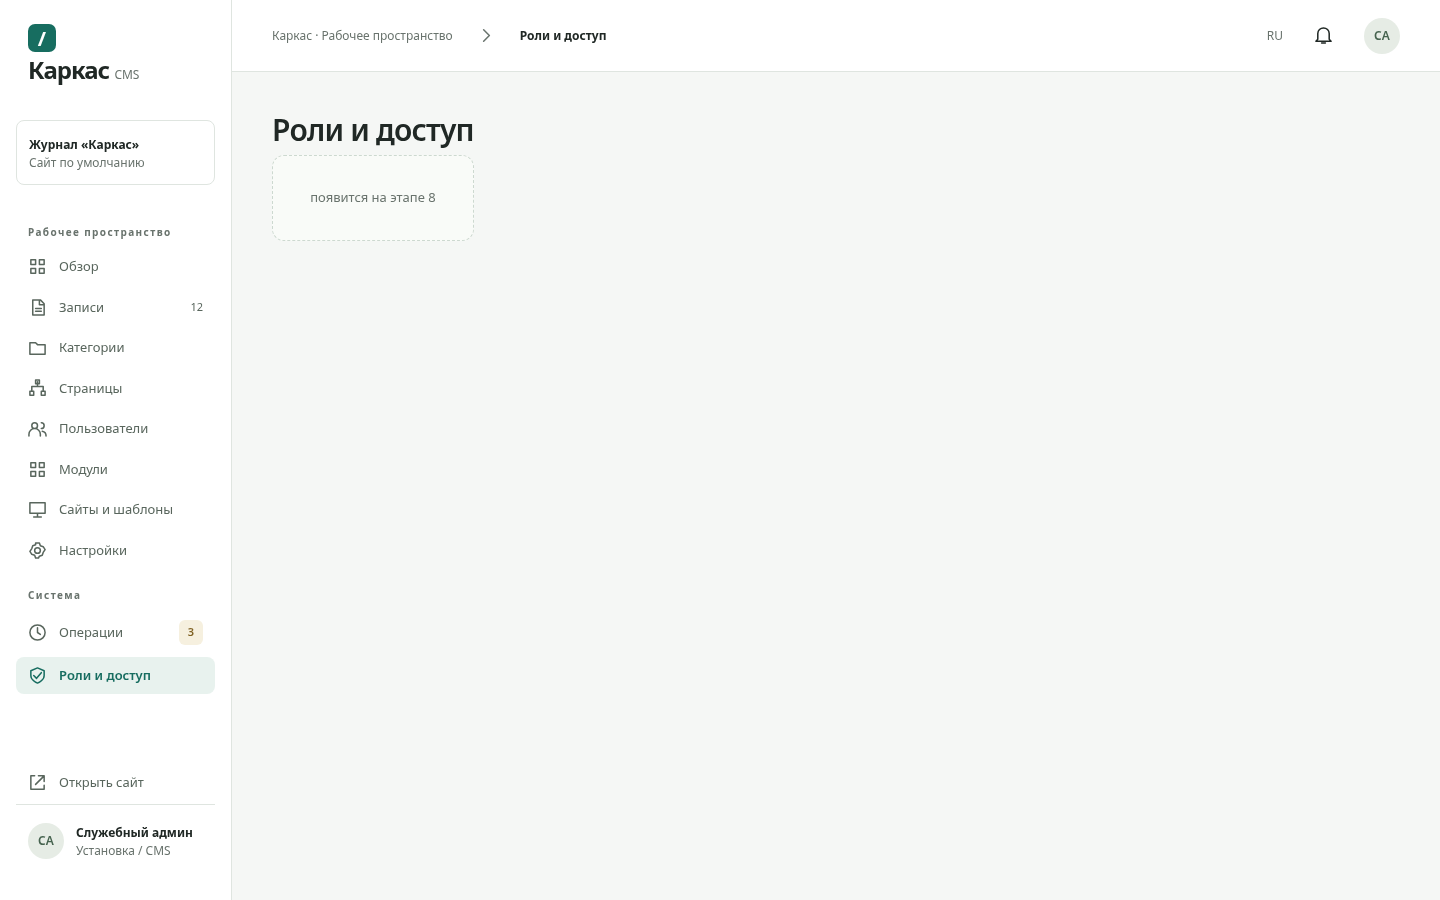 /
Каркас CMS
Журнал «Каркас»
Сайт по умолчанию
Рабочее пространство
Обзор
Записи 12
Категории
Страницы
Пользователи
Модули
Сайты и шаблоны
Настройки
Система
Операции 3
Роли и доступ
Открыть сайт
СА Служебный админ
Установка / CMS
Каркас · Рабочее пространство Роли и доступ RU СА
Роли и доступ
появится на этапе 8